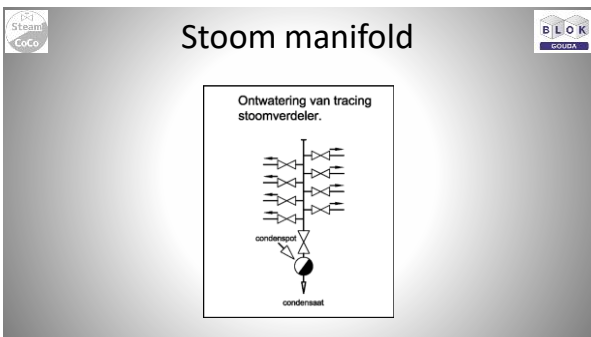 Steam
CoCo
Stoom manifold
BLOK
GOUDA
Ontwatering van tracing
stoomverdeler.
condenspot
condensaat